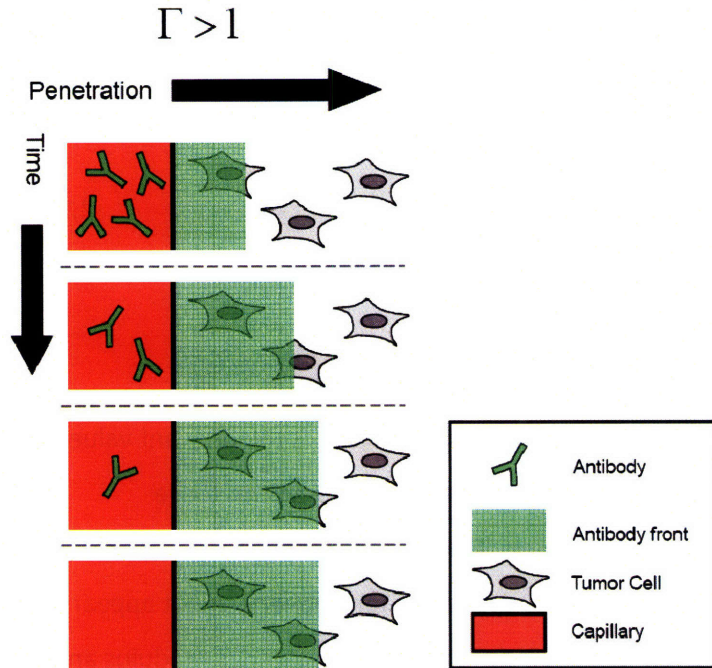 Γ > 1
Penetration
Time
Antibody
Antibody front
Tumor Cell
Capillary